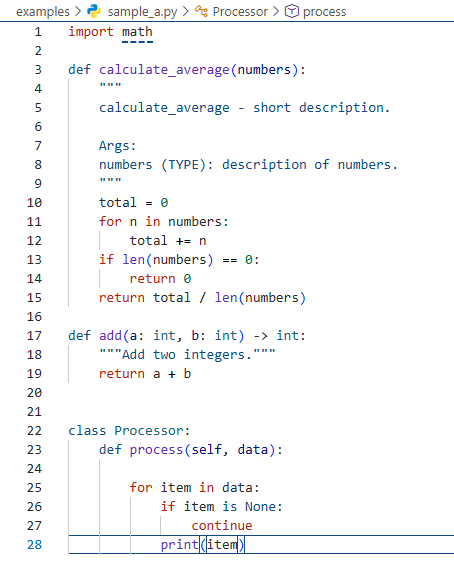 examples > sample_a.py > Processor > process
1 import math
2
3 def calculate_average(numbers):
4     """
5     calculate_average - short description.
6
7     Args:
8     numbers (TYPE): description of numbers.
9     """
10     total = 0
11     for n in numbers:
12         total += n
13     if len(numbers) == 0:
14         return 0
15     return total / len(numbers)
16
17 def add(a: int, b: int) -> int:
18     """Add two integers."""
19     return a + b
20
21
22 class Processor:
23     def process(self, data):
24
25         for item in data:
26             if item is None:
27                 continue
28             print(item)